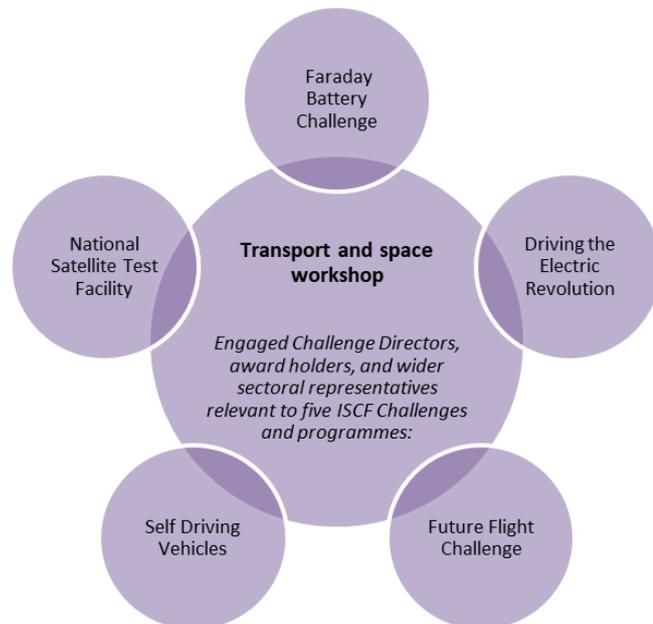 Faraday
Battery
Challenge
National
Satellite Test
Facility
Transport and space
workshop
Driving the
Electric
Revolution
Engaged Challenge Directors,
award holders, and wider
sectoral representatives
relevant to five ISCF Challenges
and programmes:
Self Driving
Vehicles
Future Flight
Challenge